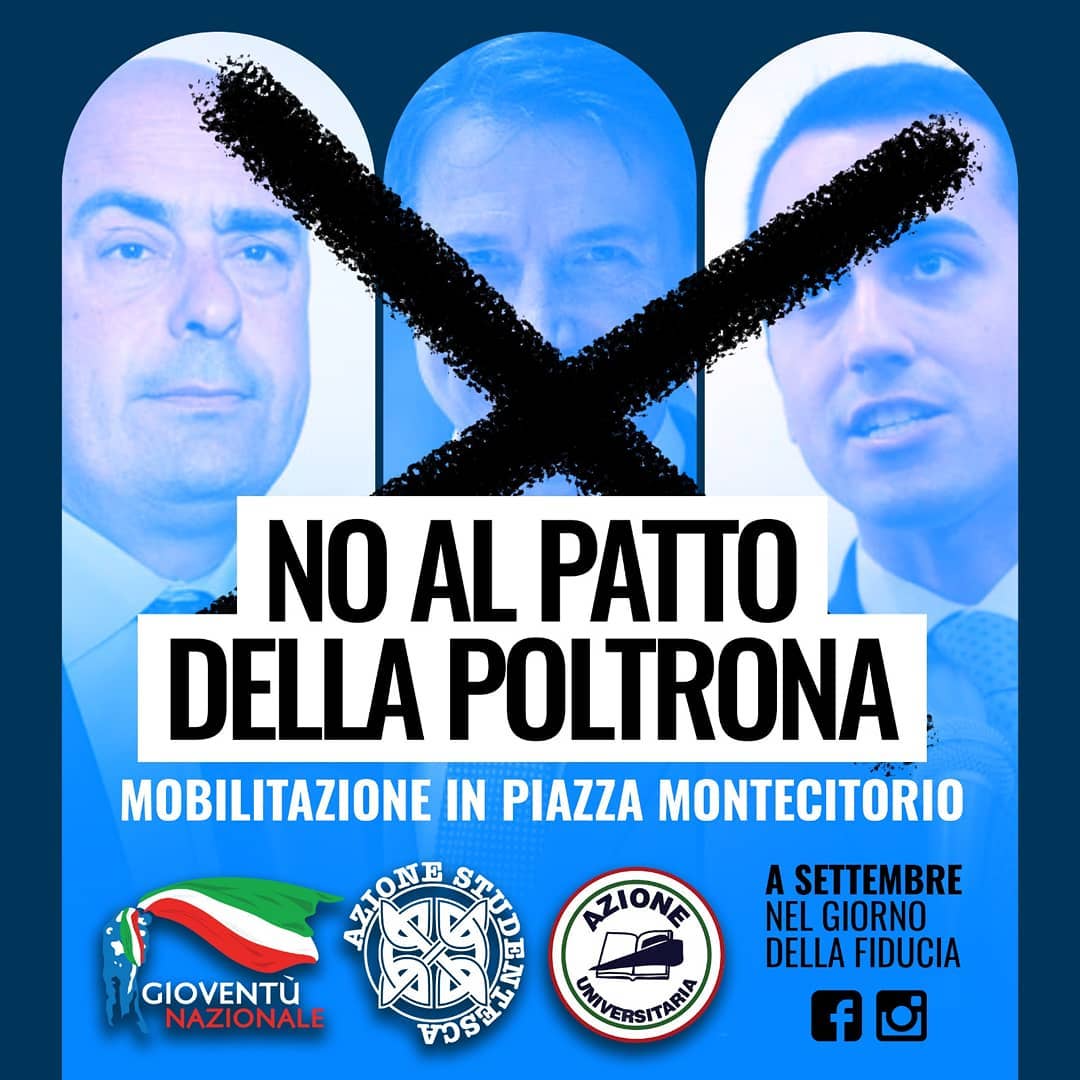 NO AL PATTO
DELLA POLTRONA
MOBILITAZIONE IN PIAZZA MONTECITORIO
GIOVENTÙ
NAZIONALE
AZIONE STUDENTESCA
AZIONE
UNIVERSITARIA
A SETTEMBRE
NEL GIORNO
DELLA FIDUCIA